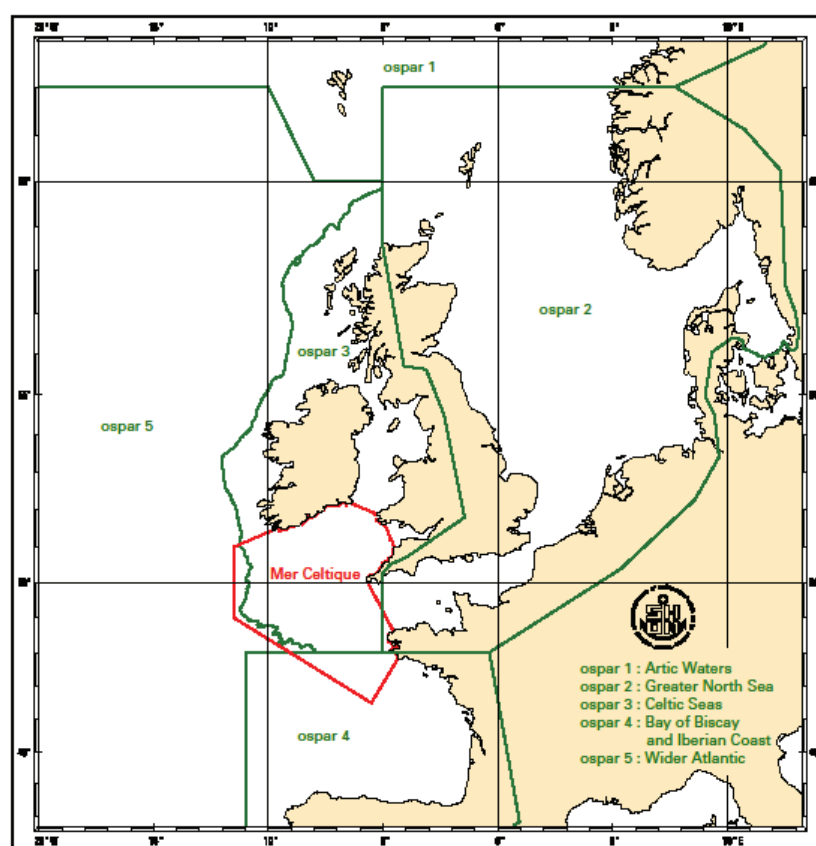 ospar 1
ospar 2
ospar 3
ospar 5
Mer Celtique
ospar 1 : Artic Waters
ospar 2 : Greater North Sea
ospar 3 : Celtic Seas
ospar 4 : Bay of Biscay
and Iberian Coast
ospar 5 : Wider Atlantic
ospar 4